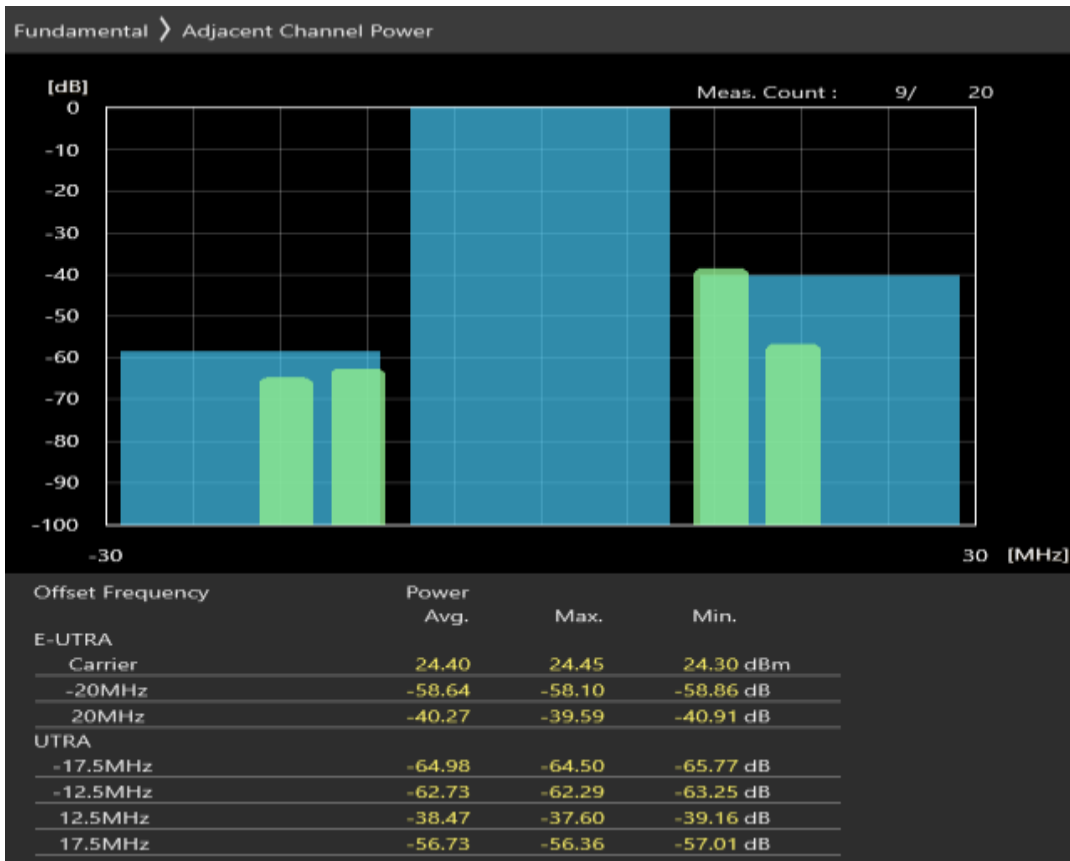 Fundamental 〉 Adjacent Channel Power
[dB]
Meas. Count : 9/ 20
0
-10
-20
-30
-40
-50
-60
-70
-80
-90
-100
-30 30 [MHz]
Offset Frequency Power
Avg. Max. Min.
E-UTRA
Carrier 24.40 24.45 24.30 dBm
-20MHz -58.64 -58.10 -58.86 dB
20MHz -40.27 -39.59 -40.91 dB
UTRA
-17.5MHz -64.98 -64.50 -65.77 dB
-12.5MHz -62.73 -62.29 -63.25 dB
12.5MHz -38.47 -37.60 -39.16 dB
17.5MHz -56.73 -56.36 -57.01 dB